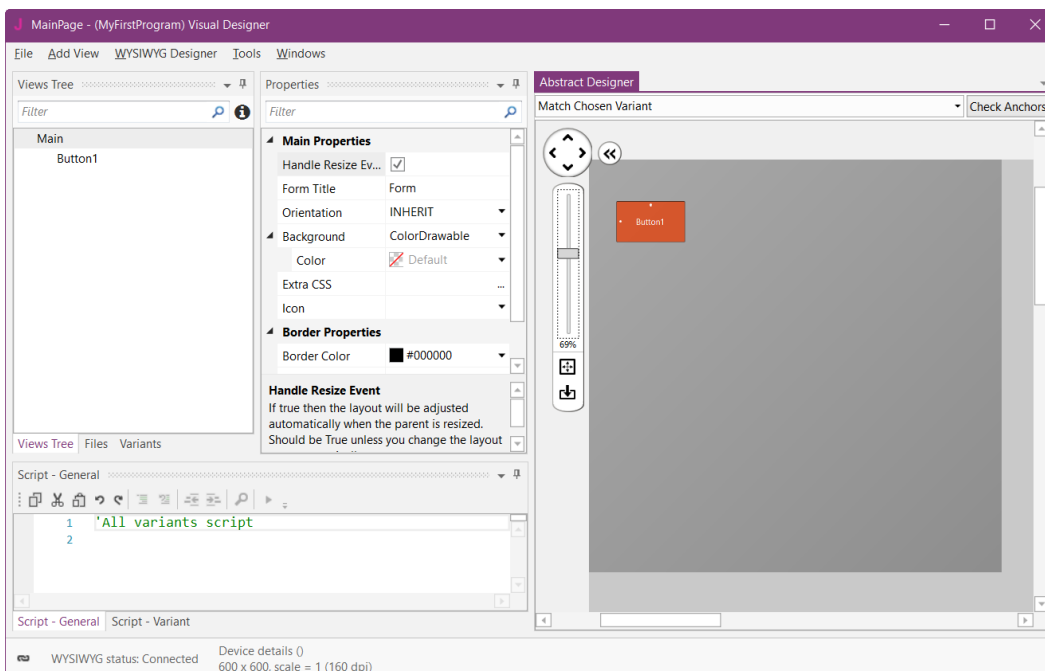 MainPage - (MyFirstProgram) Visual Designer
File Add View WYSIWYG Designer Tools Windows
Views Tree
Filter
Main
Button1
Views Tree Files Variants
Properties
Filter
Main Properties
Handle Resize Ev...
Form Title Form
Orientation INHERIT
Background ColorDrawable
Color Default
Extra CSS ...
Icon
Border Properties
Border Color #000000
Handle Resize Event
If true then the layout will be adjusted
automatically when the parent is resized.
Should be True unless you change the layout
Script - General
1 'All variants script
2
Script - General Script - Variant
Abstract Designer
Match Chosen Variant Check Anchors
Button1
69%
WYSIWYG status: Connected
Device details ()
600 x 600, scale = 1 (160 dpi)